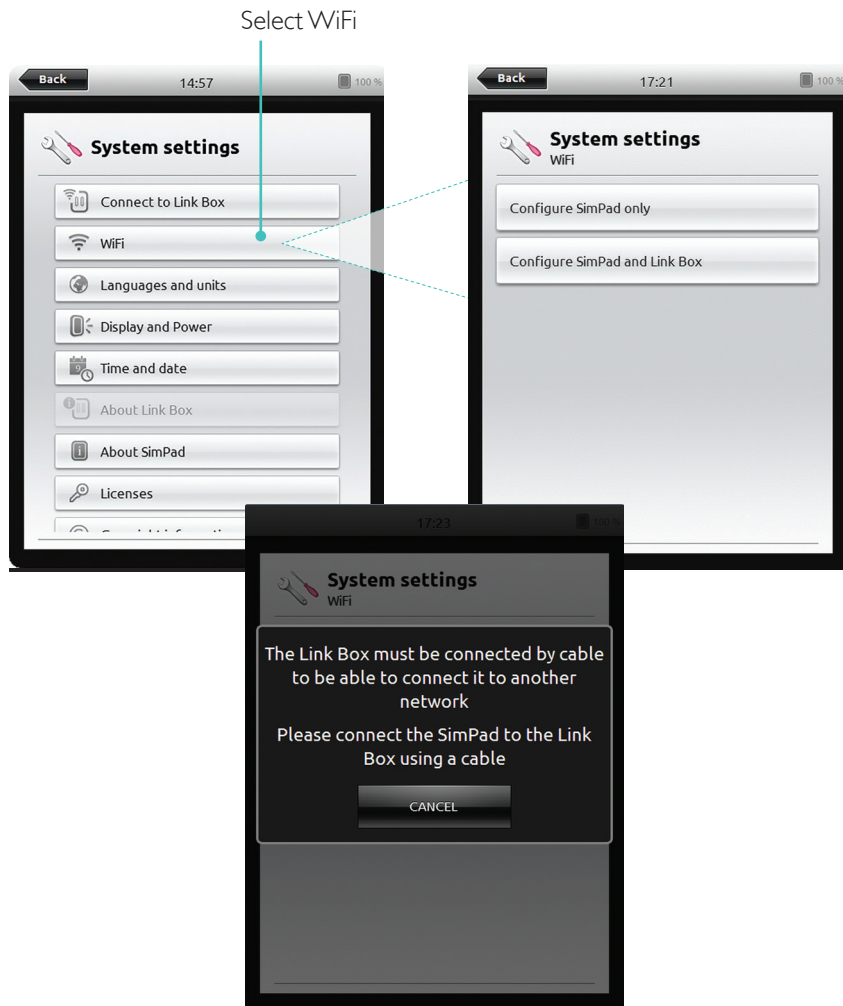 Select WiFi
Back
14:57
100 %
System settings
Connect to Link Box
WiFi
Languages and units
Display and Power
Time and date
9
About Link Box
About SimPad
Licenses
Back
17:21
100 %
System settings
WiFi
Configure SimPad only
Configure SimPad and Link Box
17:23
100 %
System settings
WiFi
The Link Box must be connected by cable
to be able to connect it to another
network
Please connect the SimPad to the Link
Box using a cable
CANCEL